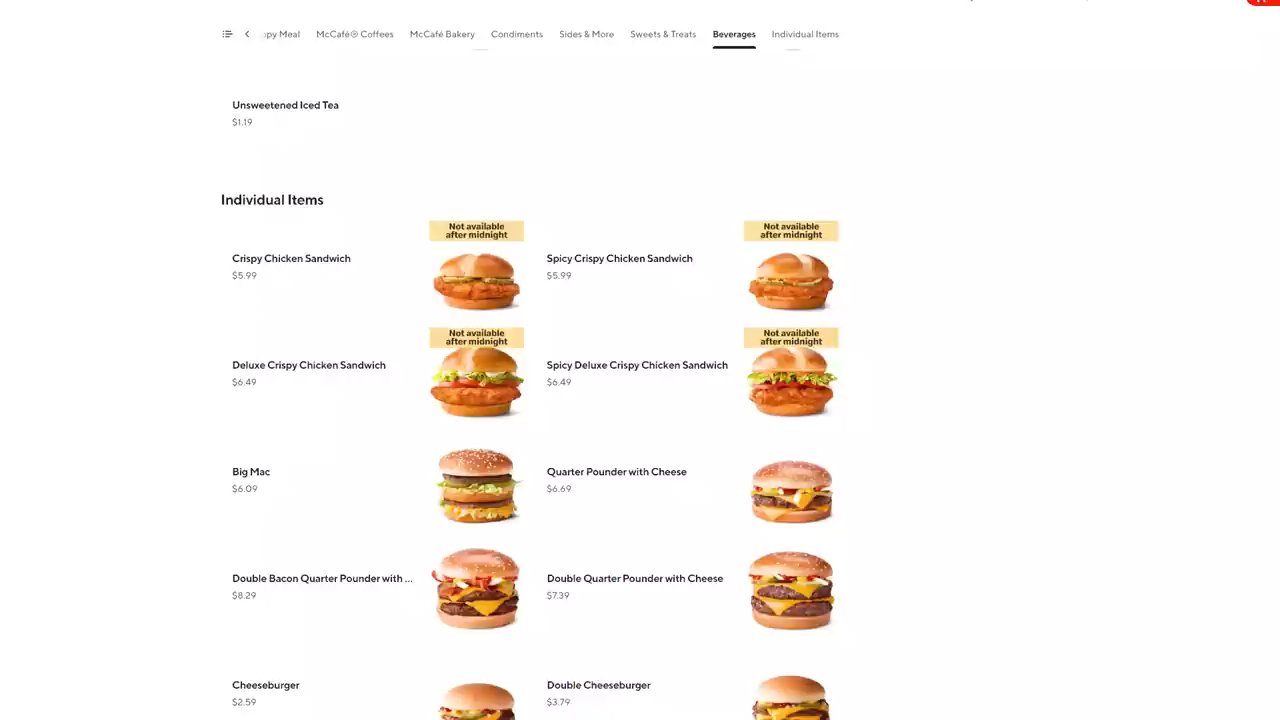 py Meal
McCafé® Coffees
McCafé Bakery
Condiments
Sides & More
Sweets & Treats
Beverages
Individual Items
Unsweetened Iced Tea
$1.19
Individual Items
Not available
after midnight
Crispy Chicken Sandwich
$5.99
Not available
after midnight
Spicy Crispy Chicken Sandwich
$5.99
Not available
after midnight
Deluxe Crispy Chicken Sandwich
$6.49
Not available
after midnight
Spicy Deluxe Crispy Chicken Sandwich
$6.49
Big Mac
$6.09
Quarter Pounder with Cheese
$6.69
Double Bacon Quarter Pounder with ...
$8.29
Double Quarter Pounder with Cheese
$7.39
Cheeseburger
$2.59
Double Cheeseburger
$3.79